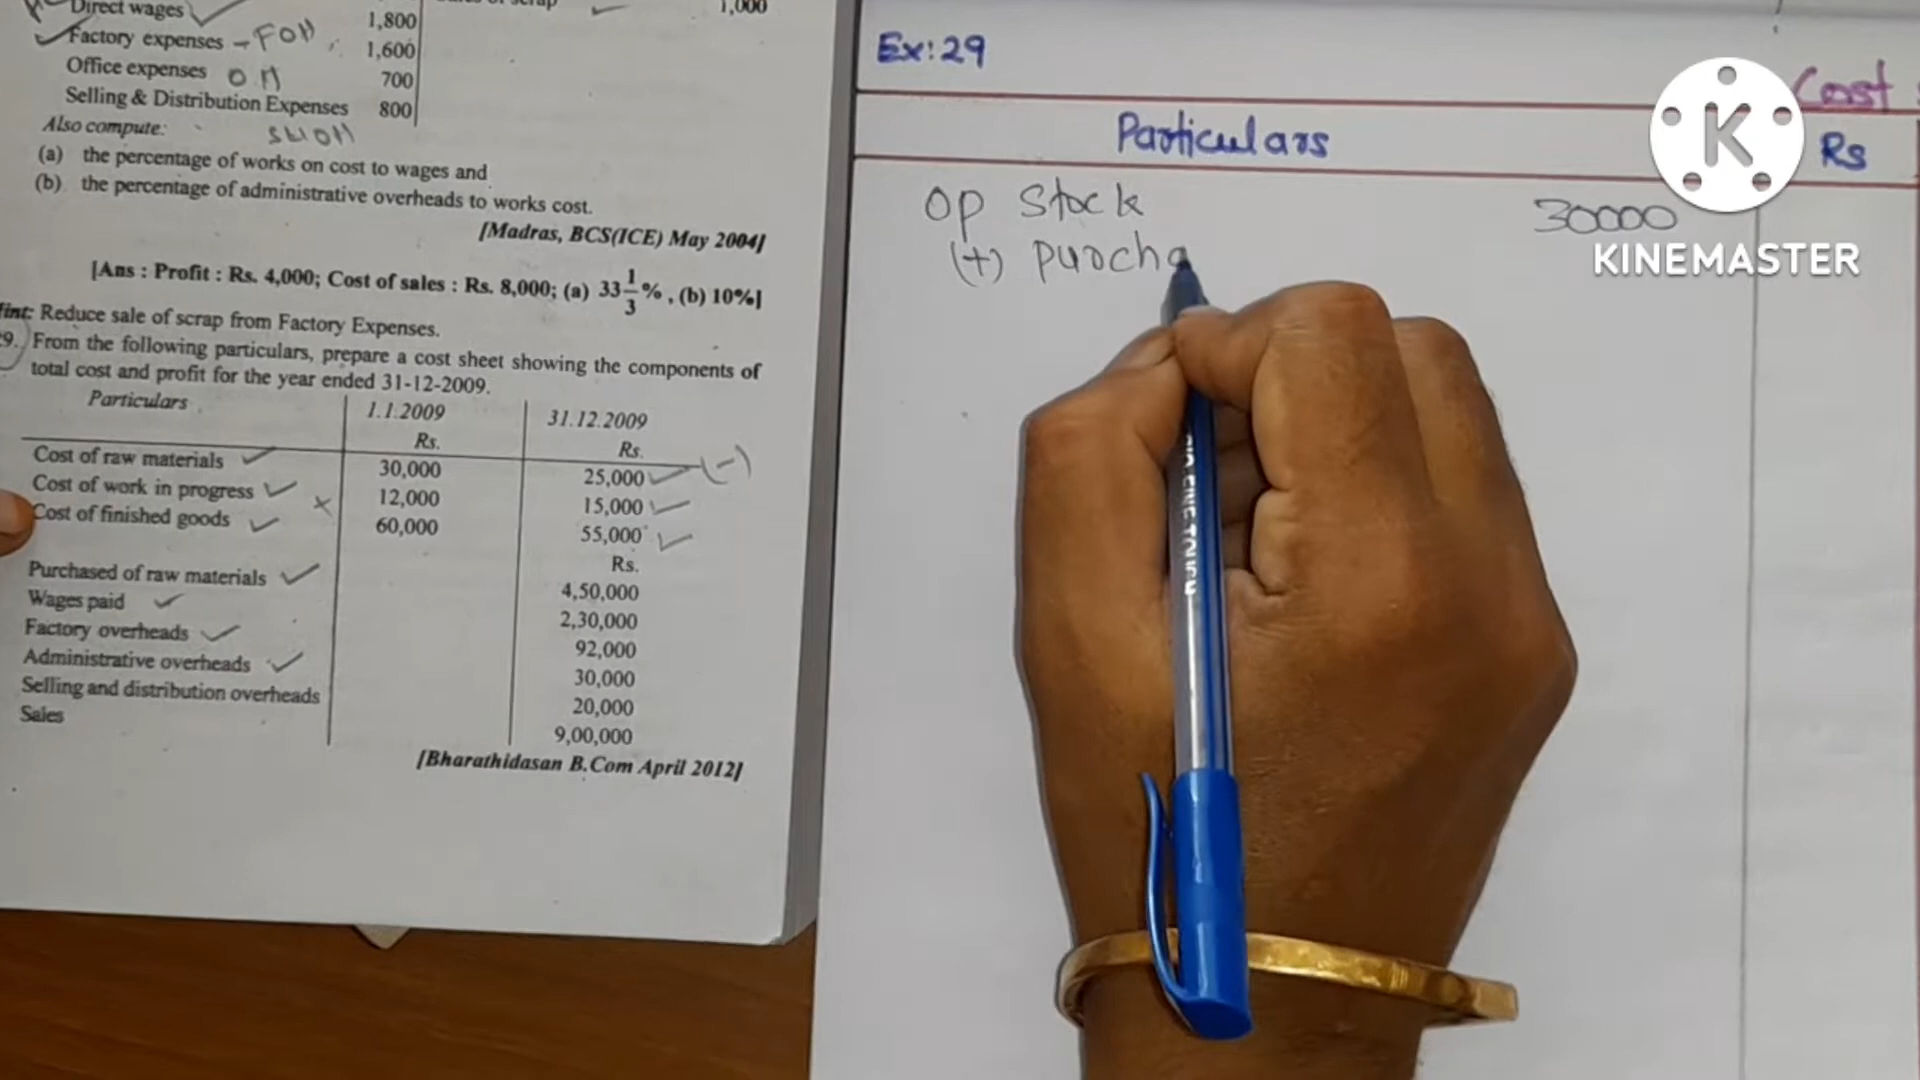 Direct wages 1,800
1,000
Factory expenses - FOH 1,600
Office expenses OH 700
Selling & Distribution Expenses 800
Also compute:
(a) the percentage of works on cost to wages and
(b) the percentage of administrative overheads to works cost.
[Madras, BCS(ICE) May 2004]
[Ans : Profit : Rs. 4,000; Cost of sales : Rs. 8,000; (a) 33 1/3 %, (b) 10%]
Hint: Reduce sale of scrap from Factory Expenses.
29. From the following particulars, prepare a cost sheet showing the components of
total cost and profit for the year ended 31-12-2009.
Particulars 1.1.2009 31.12.2009
Rs. Rs.
Cost of raw materials 30,000 25,000 (-)
Cost of work in progress 12,000 15,000
Cost of finished goods 60,000 55,000
Rs.
Purchased of raw materials 4,50,000
Wages paid 2,30,000
Factory overheads 92,000
Administrative overheads 30,000
Selling and distribution overheads 20,000
Sales 9,00,000
[Bharathidasan B.Com April 2012]
Ex: 29
Cost
Particulars Rs
Op Stock 30000
(+) purcha
K
KINEMASTER